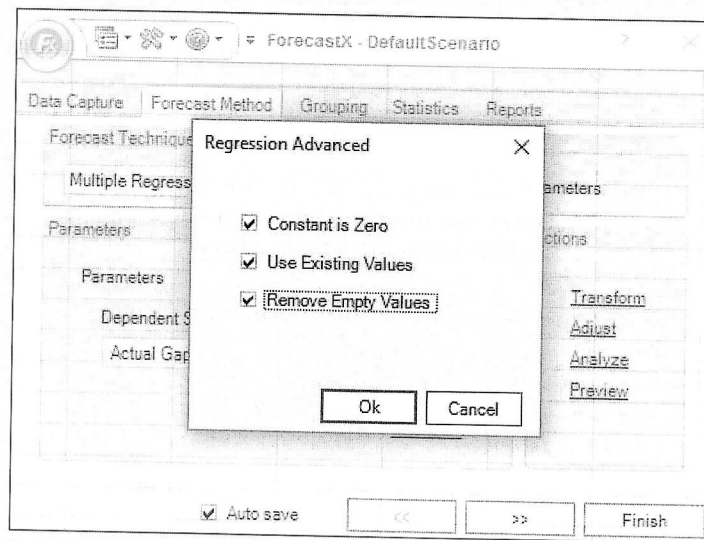 ForecastX - DefaultScenario
Data Capture Forecast Method Grouping Statistics Reports
Forecast Technique
Multiple Regress
Parameters
Parameters
Dependent S
Actual Gap
Regression Advanced
Constant is Zero
Use Existing Values
Remove Empty Values
Ok Cancel
ameters
ctions
Transform
Adjust
Analyze
Preview
Auto save << >> Finish